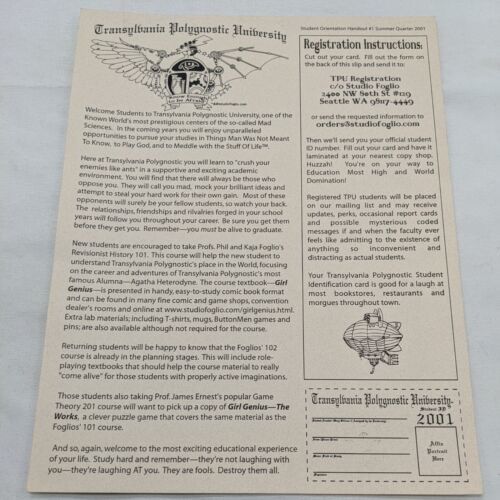 Transylvania Polygnostic University
Student Orientation Handout #1 Summer Quarter 2001
to be Afraid
studiofoglio.com
Welcome Students to Transylvania Polygnostic University, one of the
Known World's most prestigious centers of the so-called Mad
Sciences. In the coming years you will enjoy unparalleled
opportunities to pursue your studies in Things Man Was Not Meant
To Know, to Play God, and to Meddle with the Stuff Of Life™.
Here at Transylvania Polygnostic you will learn to "crush your
enemies like ants" in a supportive and exciting academic
environment. You will find that there will always be those who
oppose you. They will call you mad, mock your brilliant ideas and
attempt to steal your hard work for their own gain. Most of these
opponents will surely be your fellow students, so watch your back.
The relationships, friendships and rivalries forged in your school
years will follow you throughout your career. Be sure you get them
before they get you. Remember—you must be alive to graduate.
New students are encouraged to take Profs. Phil and Kaja Foglio's
Revisionist History 101. This course will help the new student to
understand Transylvania Polygnostic's place in the World, focusing
on the career and adventures of Transylvania Polygnostic's most
famous Alumna—Agatha Heterodyne. The course textbook–Girl
Genius—is presented in handy, easy-to-study comic book format
and can be found in many fine comic and game shops, convention
dealer's rooms and online at www.studiofoglio.com/girlgenius.html.
Extra lab materials; including T-shirts, mugs, ButtonMen games and
pins; are also available although not required for the course.
Returning students will be happy to know that the Foglios' 102
course is already in the planning stages. This will include role-
playing textbooks that should help the course material to really
"come alive" for those students with properly active imaginations.
Those students also taking Prof. James Ernest's popular Game
Theory 201 course will want to pick up a copy of Girl Genius—The
Works, a clever puzzle game that covers the same material as the
Foglios' 101 course.
And so, again, welcome to the most exciting educational experience
of your life. Study hard and remember—they're not laughing with
you—they're laughing AT you. They are fools. Destroy them all.
Registration Instructions:
Cut out your card. Fill out the form on
the back of this slip and send it to:
TPU Registration
c/o Studio Foglio
2400 NW 80th St #129
Seattle WA 98117-4449
or send the requested information to
orders@studiofoglio.com
Then we'll send you your official student
ID number. Fill out your card and have it
laminated at your nearest copy shop.
Huzzah! You're on your way to
Education Most High and World
Domination!
Registered TPU students will be placed
on our mailing list and may receive
updates, perks, occasional report cards
and possible mysterious coded
messages if and when the faculty ever
feels like admitting to the existence of
anything so inconvenient and
distracting as actual students.
Your Transylvania Polygnostic Student
Identification card is good for a laugh at
most bookstores, restaurants and
morgues throughout town.
Transylvania Polygnostic University
Student ID
2001
Affix
Portrait
Here